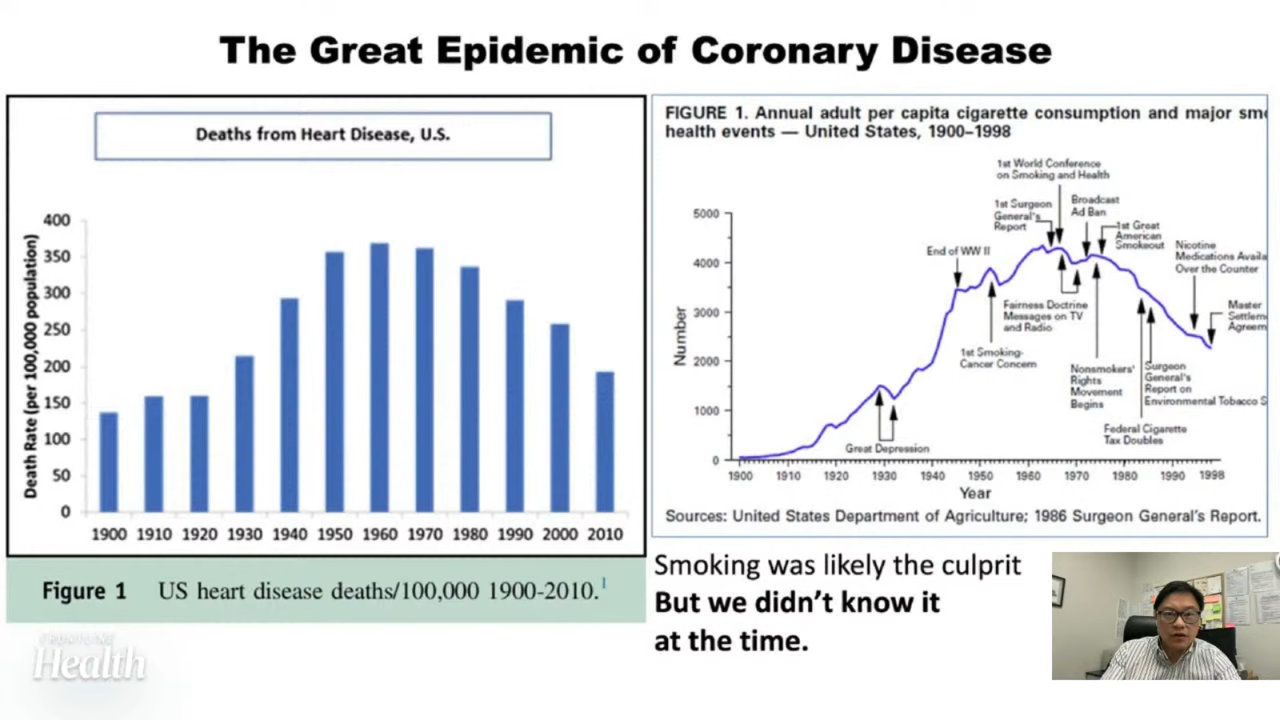 The Great Epidemic of Coronary Disease
Deaths from Heart Disease, U.S.
Death Rate (per 100,000 population)
400
350
300
250
200
150
100
50
0
1900 1910 1920 1930 1940 1950 1960 1970 1980 1990 2000 2010
Figure 1 US heart disease deaths/100,000 1900-2010.1
FIGURE 1. Annual adult per capita cigarette consumption and major smo
health events — United States, 1900–1998
1st World Conference
on Smoking and Health
1st Surgeon
General's
Report
Broadcast
Ad Ban
1st Great
American
Smokeout
Nicotine
Medications Availa
Over the Counter
End of WW II
Fairness Doctrine
Messages on TV
and Radio
Master
Settlem
Agreem
1st Smoking-
Cancer Concern
Nonsmokers'
Rights
Movement
Begins
Surgeon
General's
Report on
Environmental Tobacco S
Federal Cigarette
Tax Doubles
Great Depression
Number
5000
4000
3000
2000
1000
0
1900 1910 1920 1930 1940 1950 1960 1970 1980 1990 1998
Year
Sources: United States Department of Agriculture; 1986 Surgeon General's Report.
Smoking was likely the culprit
But we didn't know it
at the time.
FRONTLINE
Health